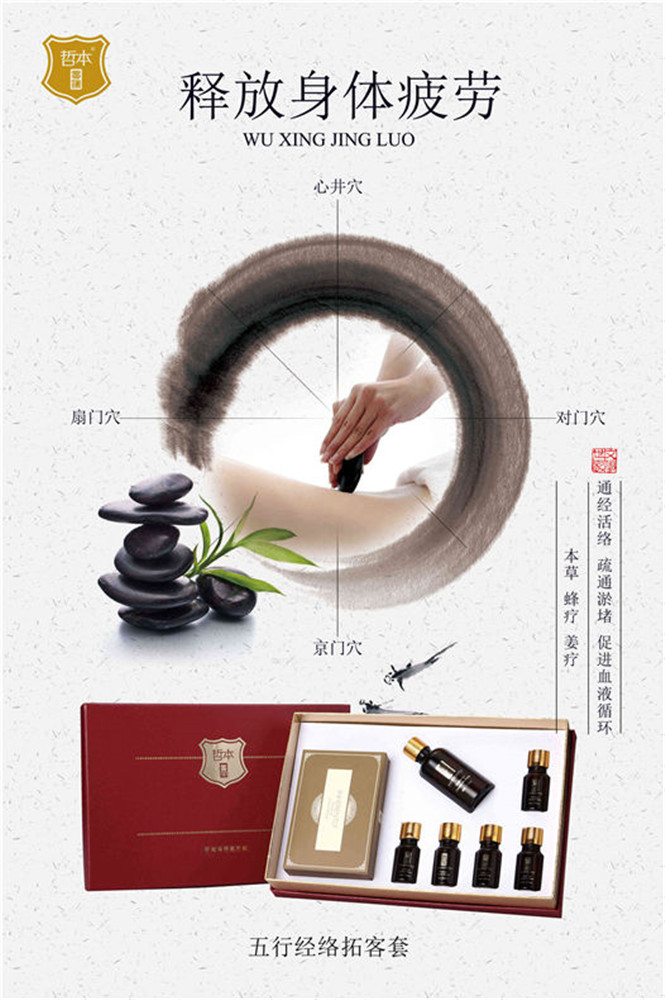 哲本
释放身体疲劳
WU XING JING LUO
心井穴
扇门穴
对门穴
京门穴
通经活络 疏通淤堵 促进血液循环
本草 蜂疗 姜疗
哲本
五行经络拓客套